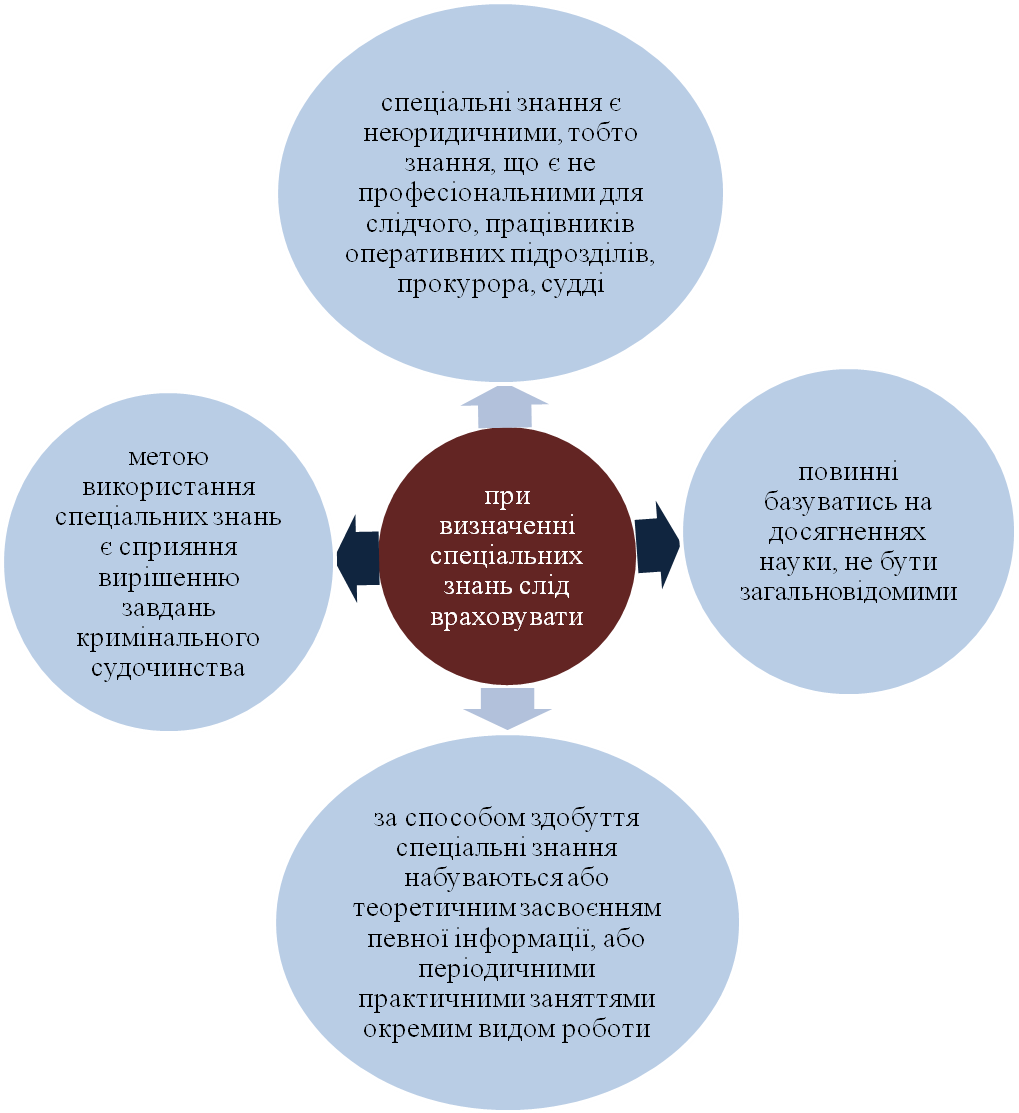 спеціальні знання є
неюридичними, тобто
знання, що є не
професіональними для
слідчого, працівників
оперативних підрозділів,
прокурора, судді
метою
використання
спеціальних знань
є сприяння
вирішенню
завдань
кримінального
судочинства
при
визначенні
спеціальних
знань слід
враховувати
повинні
базуватись на
досягненнях
науки, не бути
загальновідомими
за способом здобуття
спеціальні знання
набуваються або
теоретичним засвоєнням
певної інформації, або
періодичними
практичними заняттями
окремим видом роботи